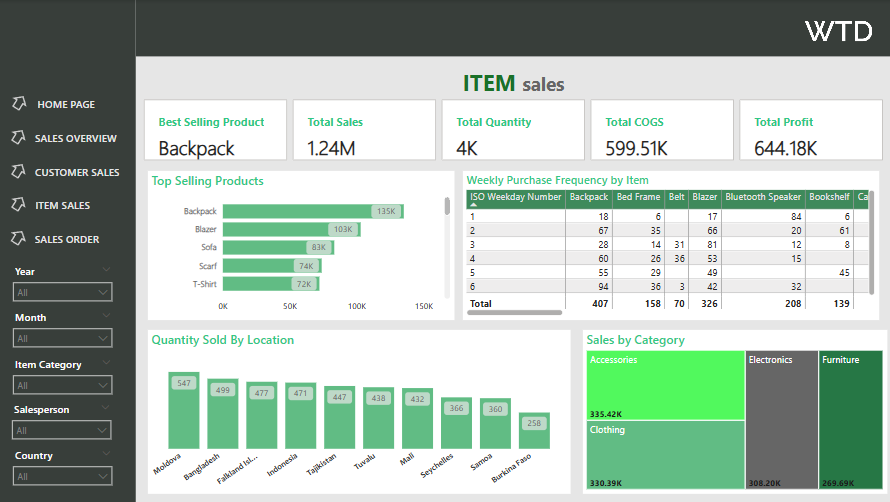 WTD
HOME PAGE
SALES OVERVIEW
CUSTOMER SALES
ITEM SALES
SALES ORDER
Year
All
Month
All
Item Category
All
Salesperson
All
Country
All
ITEM sales
Best Selling Product
Backpack
Total Sales
1.24M
Total Quantity
4K
Total COGS
599.51K
Total Profit
644.18K
Top Selling Products
Backpack 135K
Blazer 103K
Sofa 83K
Scarf 74K
T-Shirt 72K
0K 50K 100K 150K
Weekly Purchase Frequency by Item
ISO Weekday Number Backpack Bed Frame Belt Blazer Bluetooth Speaker Bookshelf Ca
1 18 6 17 84 6
2 67 35 66 20 61
3 28 14 31 81 12 8
4 60 26 36 53 15
5 55 29 49 45
6 94 36 3 42 32
Total 407 158 70 326 208 139
Quantity Sold By Location
547 499 477 471 447 438 432 366 360 258
Moldova Bangladesh Falkland Isl... Indonesia Tajikistan Tuvalu Mali Seychelles Samoa Burkina Faso
Sales by Category
Accessories
335.42K
Clothing
330.39K
Electronics
308.20K
Furniture
269.69K